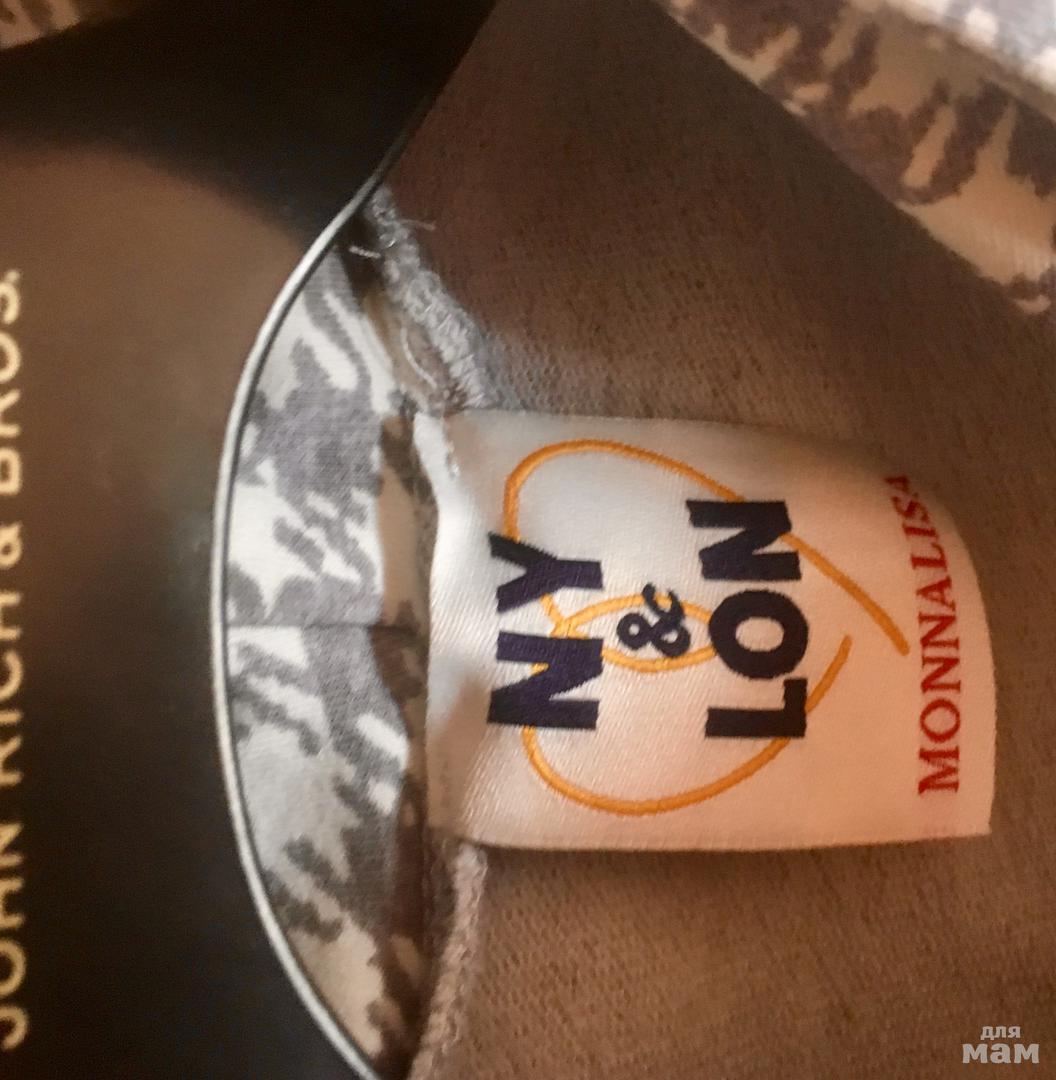 JOHN RICH & BROS.
NY
&
LON
MONNALISA
для
мам